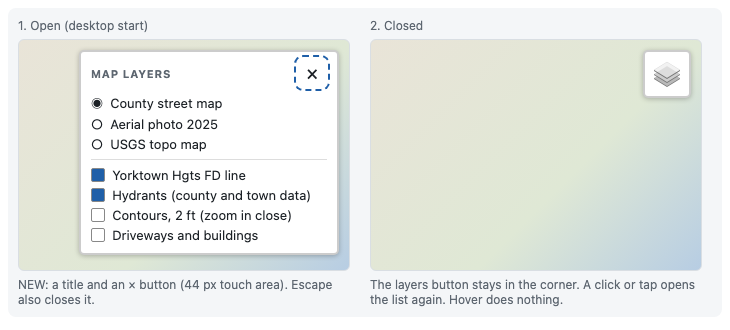 1. Open (desktop start)
MAP LAYERS
×
County street map
Aerial photo 2025
USGS topo map
Yorktown Hgts FD line
Hydrants (county and town data)
Contours, 2 ft (zoom in close)
Driveways and buildings
NEW: a title and an × button (44 px touch area). Escape
also closes it.
2. Closed
The layers button stays in the corner. A click or tap opens
the list again. Hover does nothing.